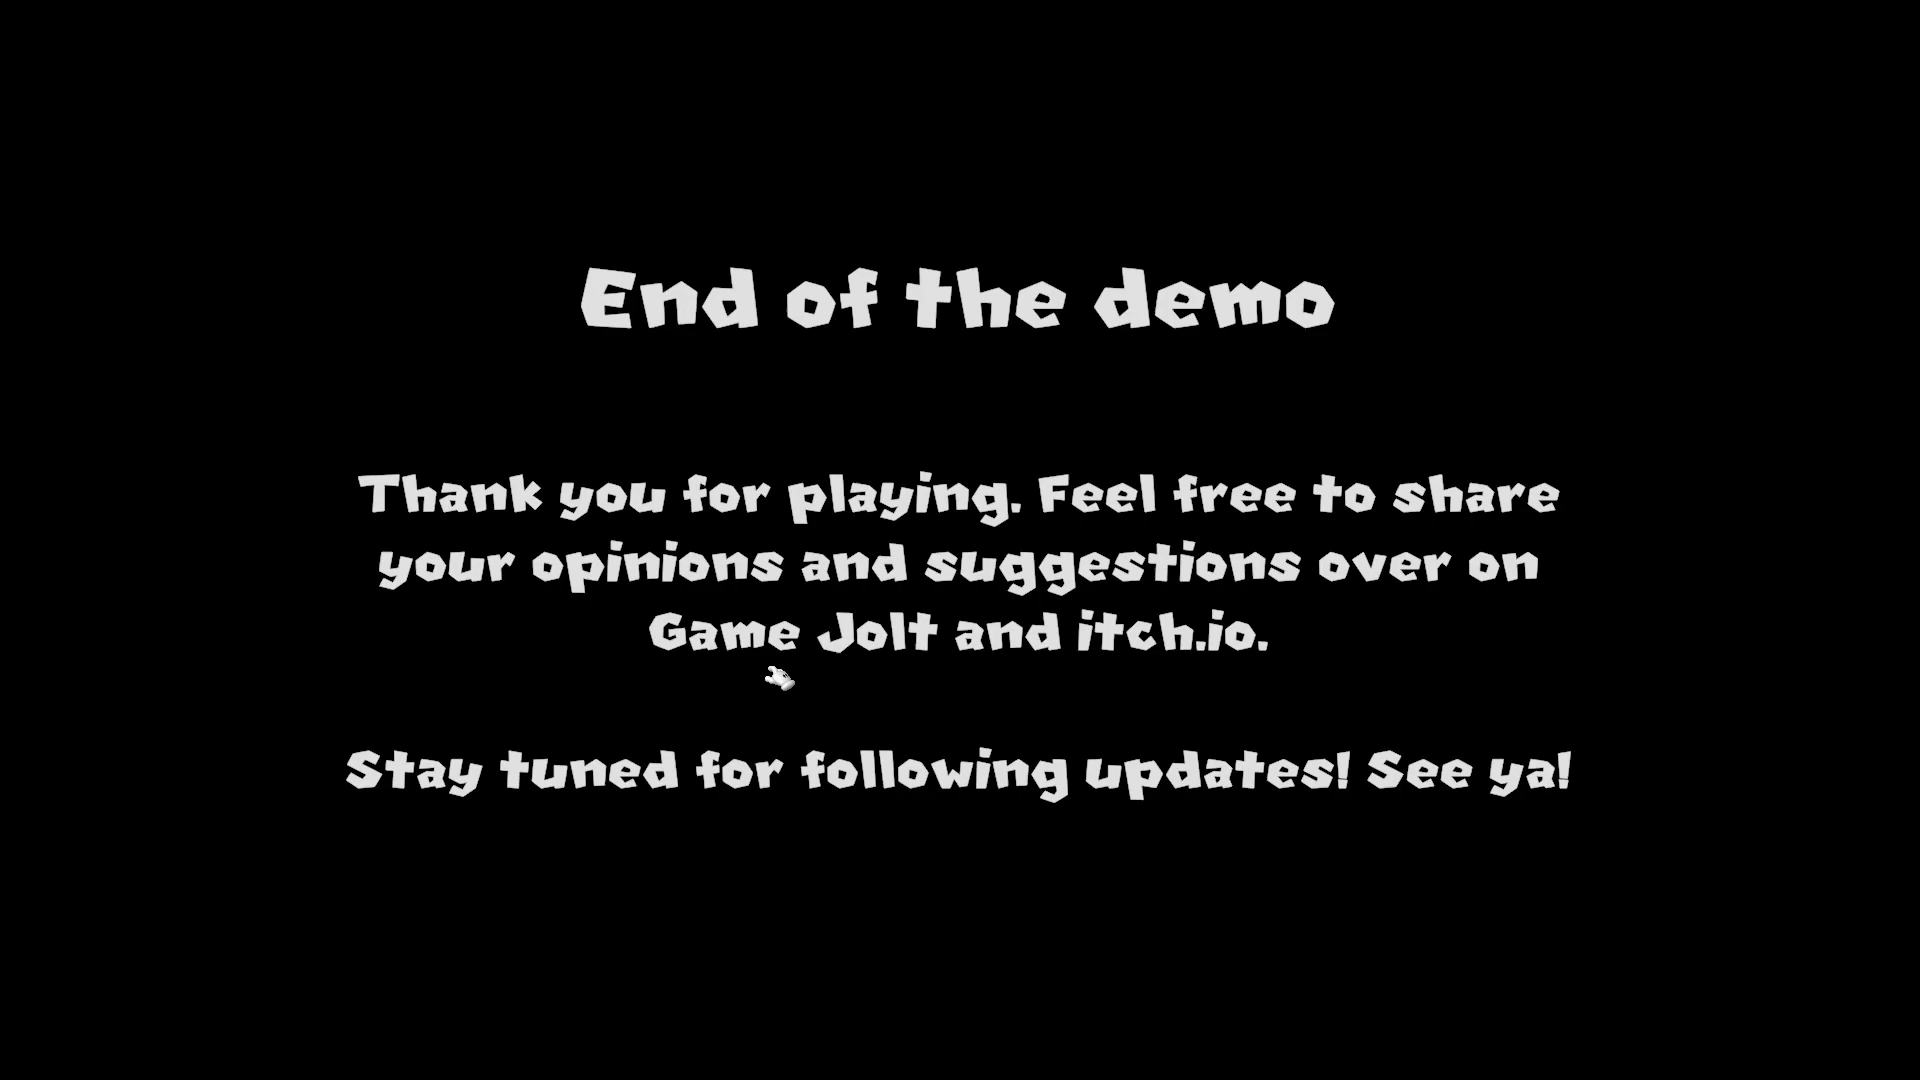 End of the demo
Thank you for playing. Feel free to share
your opinions and suggestions over on
Game Jolt and itch.io.
Stay tuned for following updates! See ya!